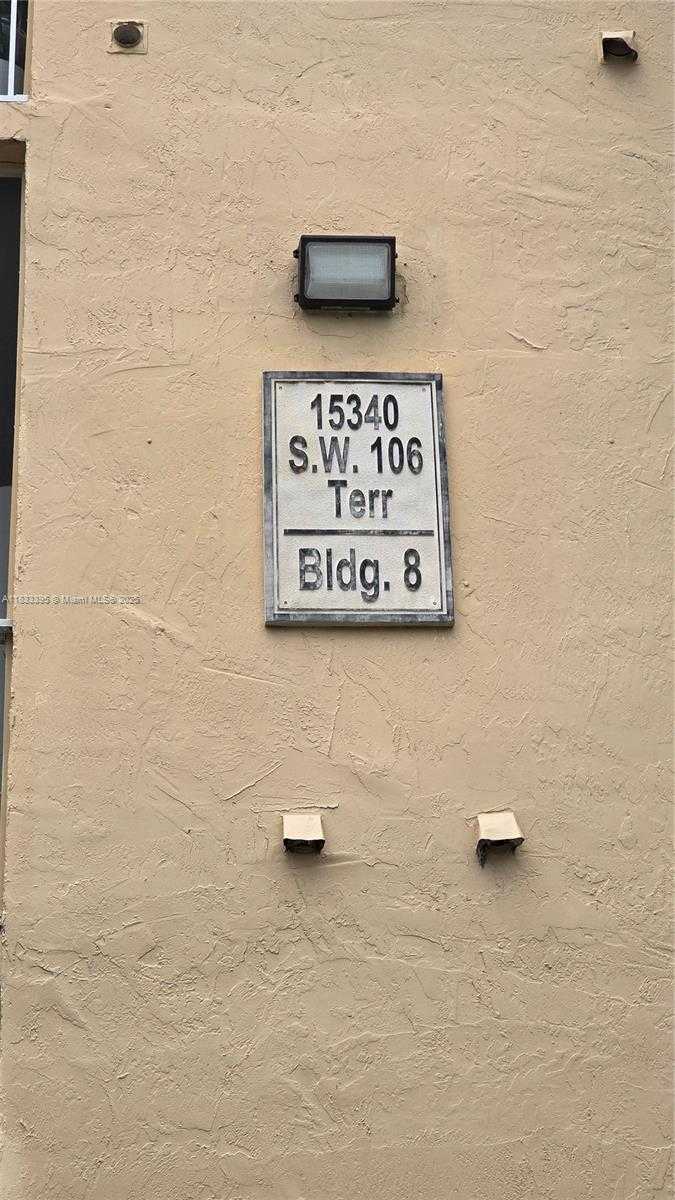 15340
S.W. 106
Terr
Bldg. 8
A11833395 © Miami MLS® 2025